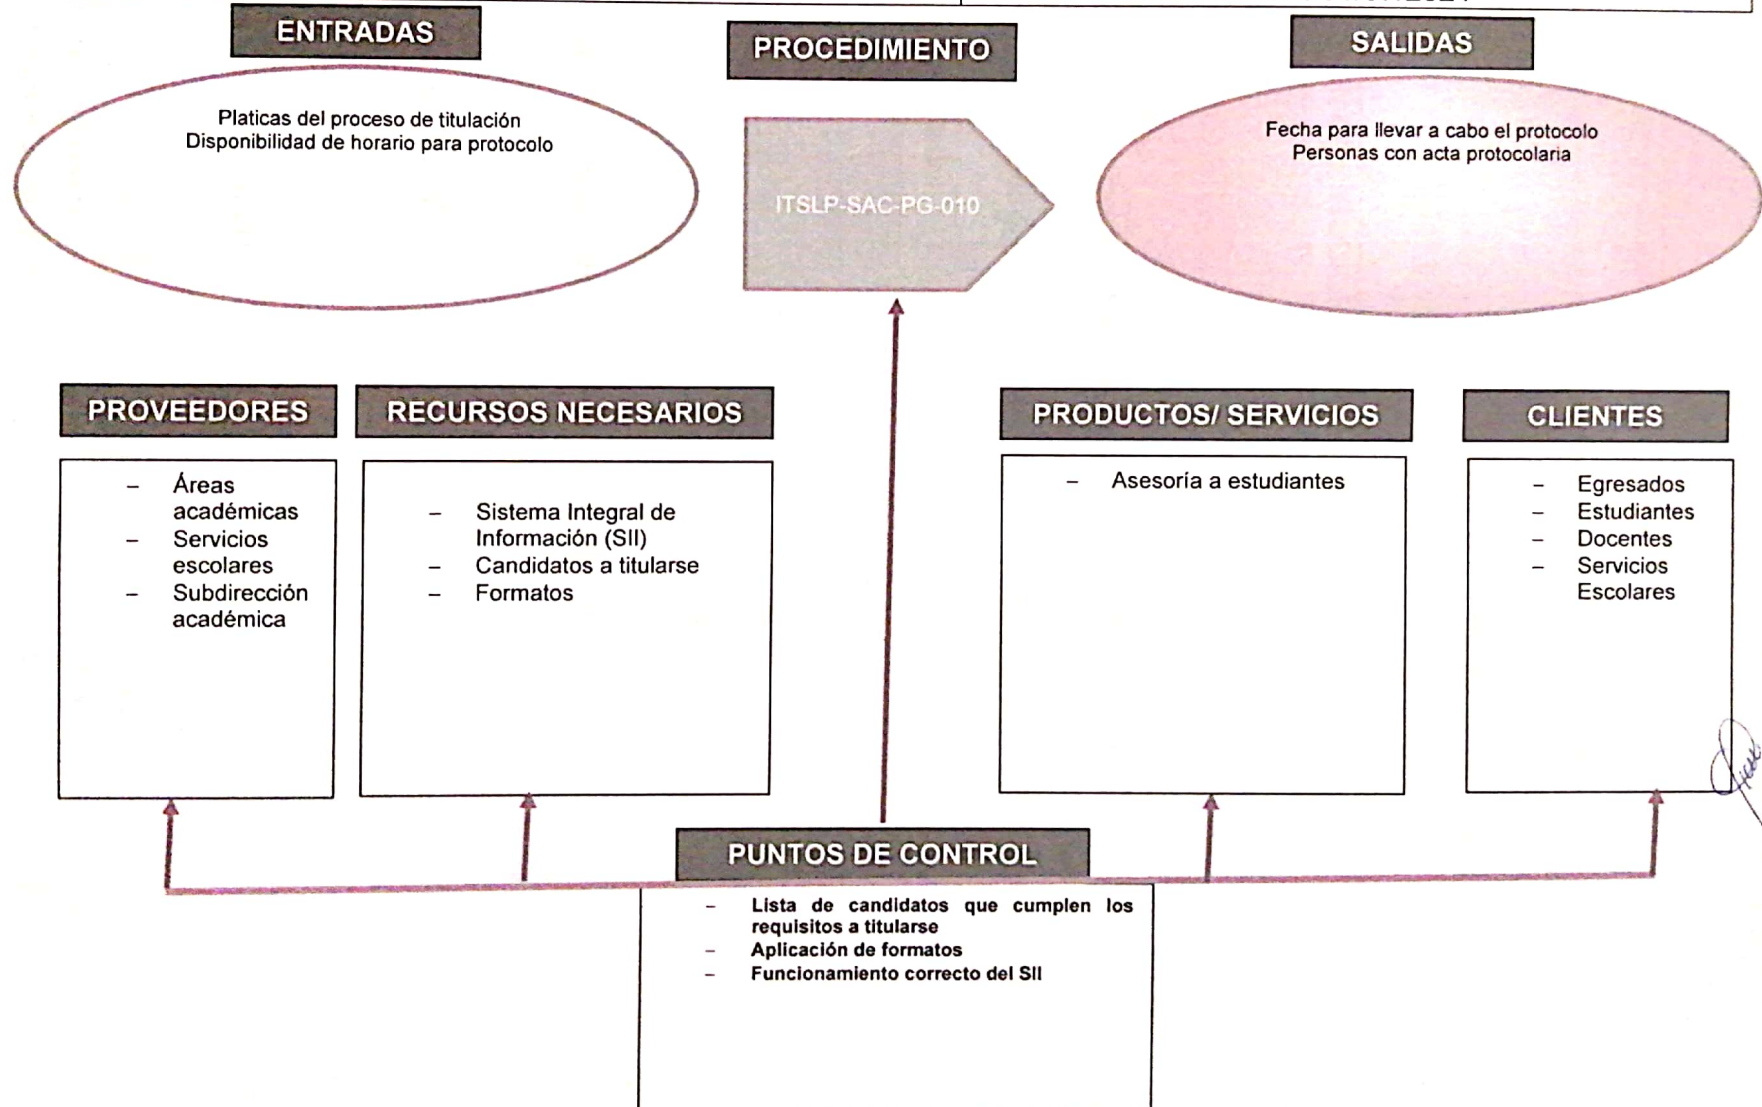 ENTRADAS
PROCEDIMIENTO
SALIDAS
Platicas del proceso de titulación
Disponibilidad de horario para protocolo
ITSLP-SAC-PG-010
Fecha para llevar a cabo el protocolo
Personas con acta protocolaria
PROVEEDORES
– Áreas
académicas
– Servicios
escolares
– Subdirección
académica
RECURSOS NECESARIOS
– Sistema Integral de
Información (SII)
– Candidatos a titularse
– Formatos
PRODUCTOS/ SERVICIOS
– Asesoría a estudiantes
CLIENTES
– Egresados
– Estudiantes
– Docentes
– Servicios
Escolares
PUNTOS DE CONTROL
– Lista de candidatos que cumplen los
requisitos a titularse
– Aplicación de formatos
– Funcionamiento correcto del SII